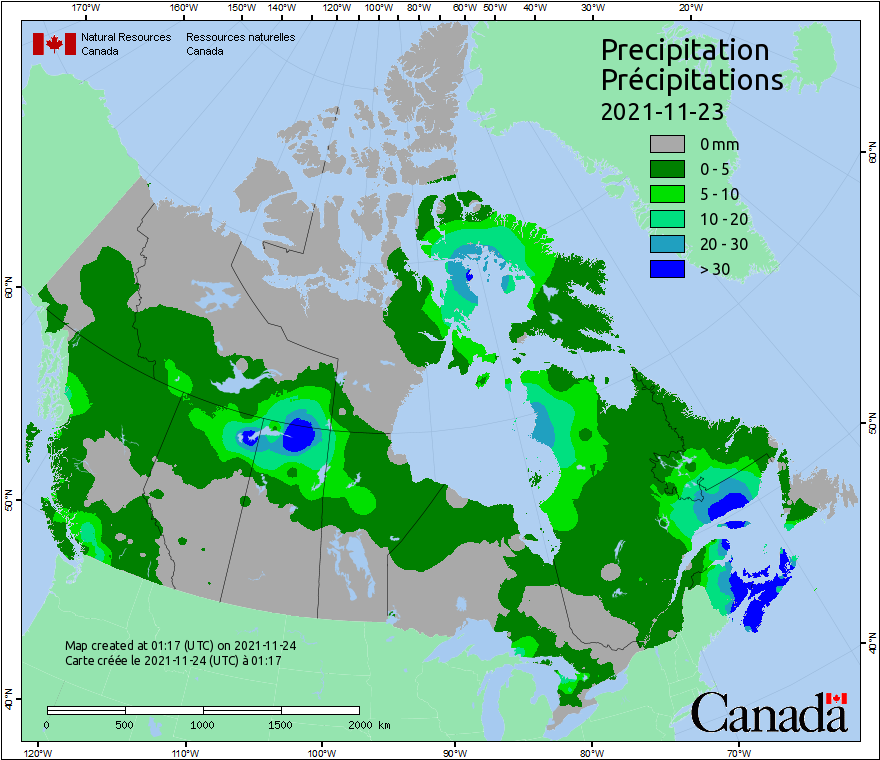 170°W 160°W 150°W 140°W 120°W 100°W 80°W 60°W 50°W 40°W 30°W 20°W
Natural Resources Ressources naturelles
Canada Canada
Precipitation
Précipitations
2021-11-23
0 mm
0 - 5
5 - 10
10 - 20
20 - 30
> 30
60°N 60°N
50°N 50°N
40°N 40°N
Map created at 01:17 (UTC) on 2021-11-24
Carte créée le 2021-11-24 (UTC) à 01:17
0 500 1000 1500 2000 km
Canada
120°W 110°W 100°W 90°W 80°W 70°W